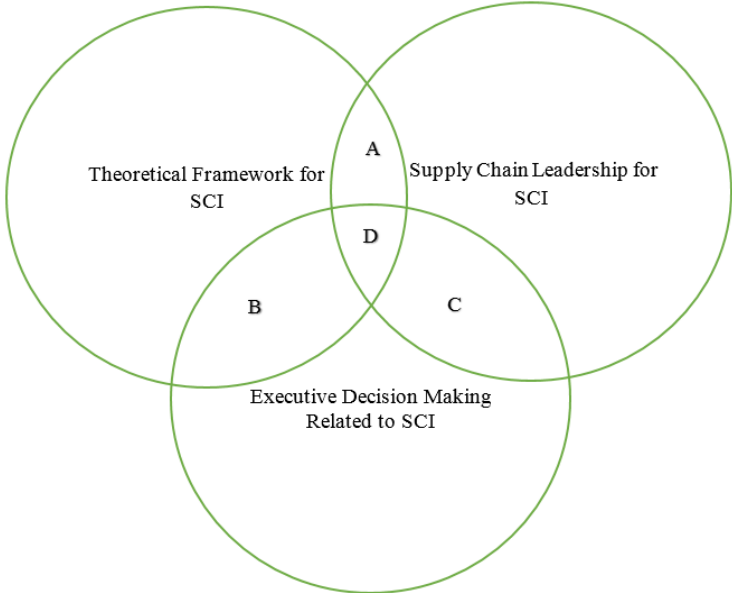 A
Theoretical Framework for
SCI
Supply Chain Leadership for
SCI
D
B
C
Executive Decision Making
Related to SCI